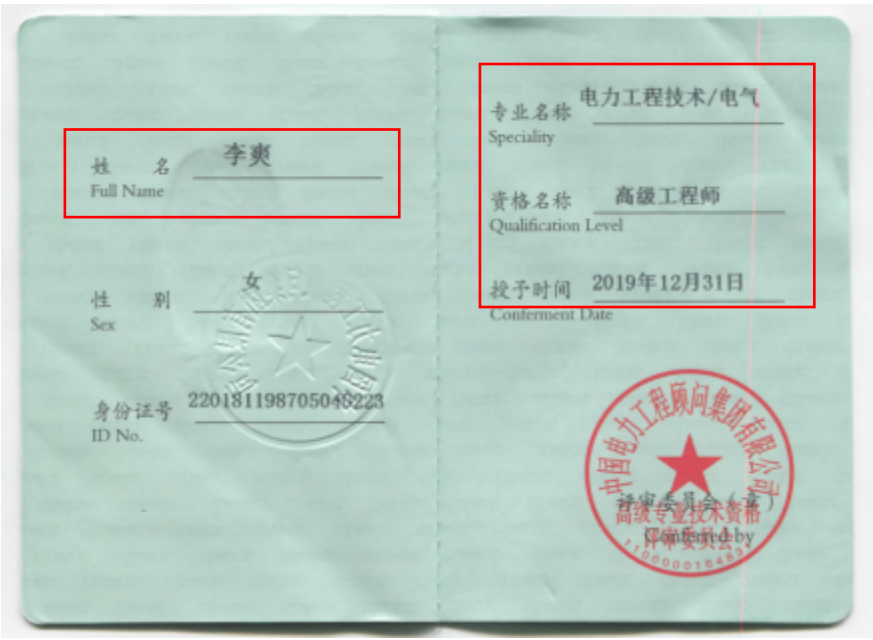 姓 名 李爽
Full Name
性 别 女
Sex
身份证号 220181198705046223
ID No.
专业名称 电力工程技术/电气
Speciality
资格名称 高级工程师
Qualification Level
授予时间 2019年12月31日
Conferment Date
中国电力工程顾问集团有限公司
评审委员会(章)
高级专业技术资格
评审委员会
Conferred by